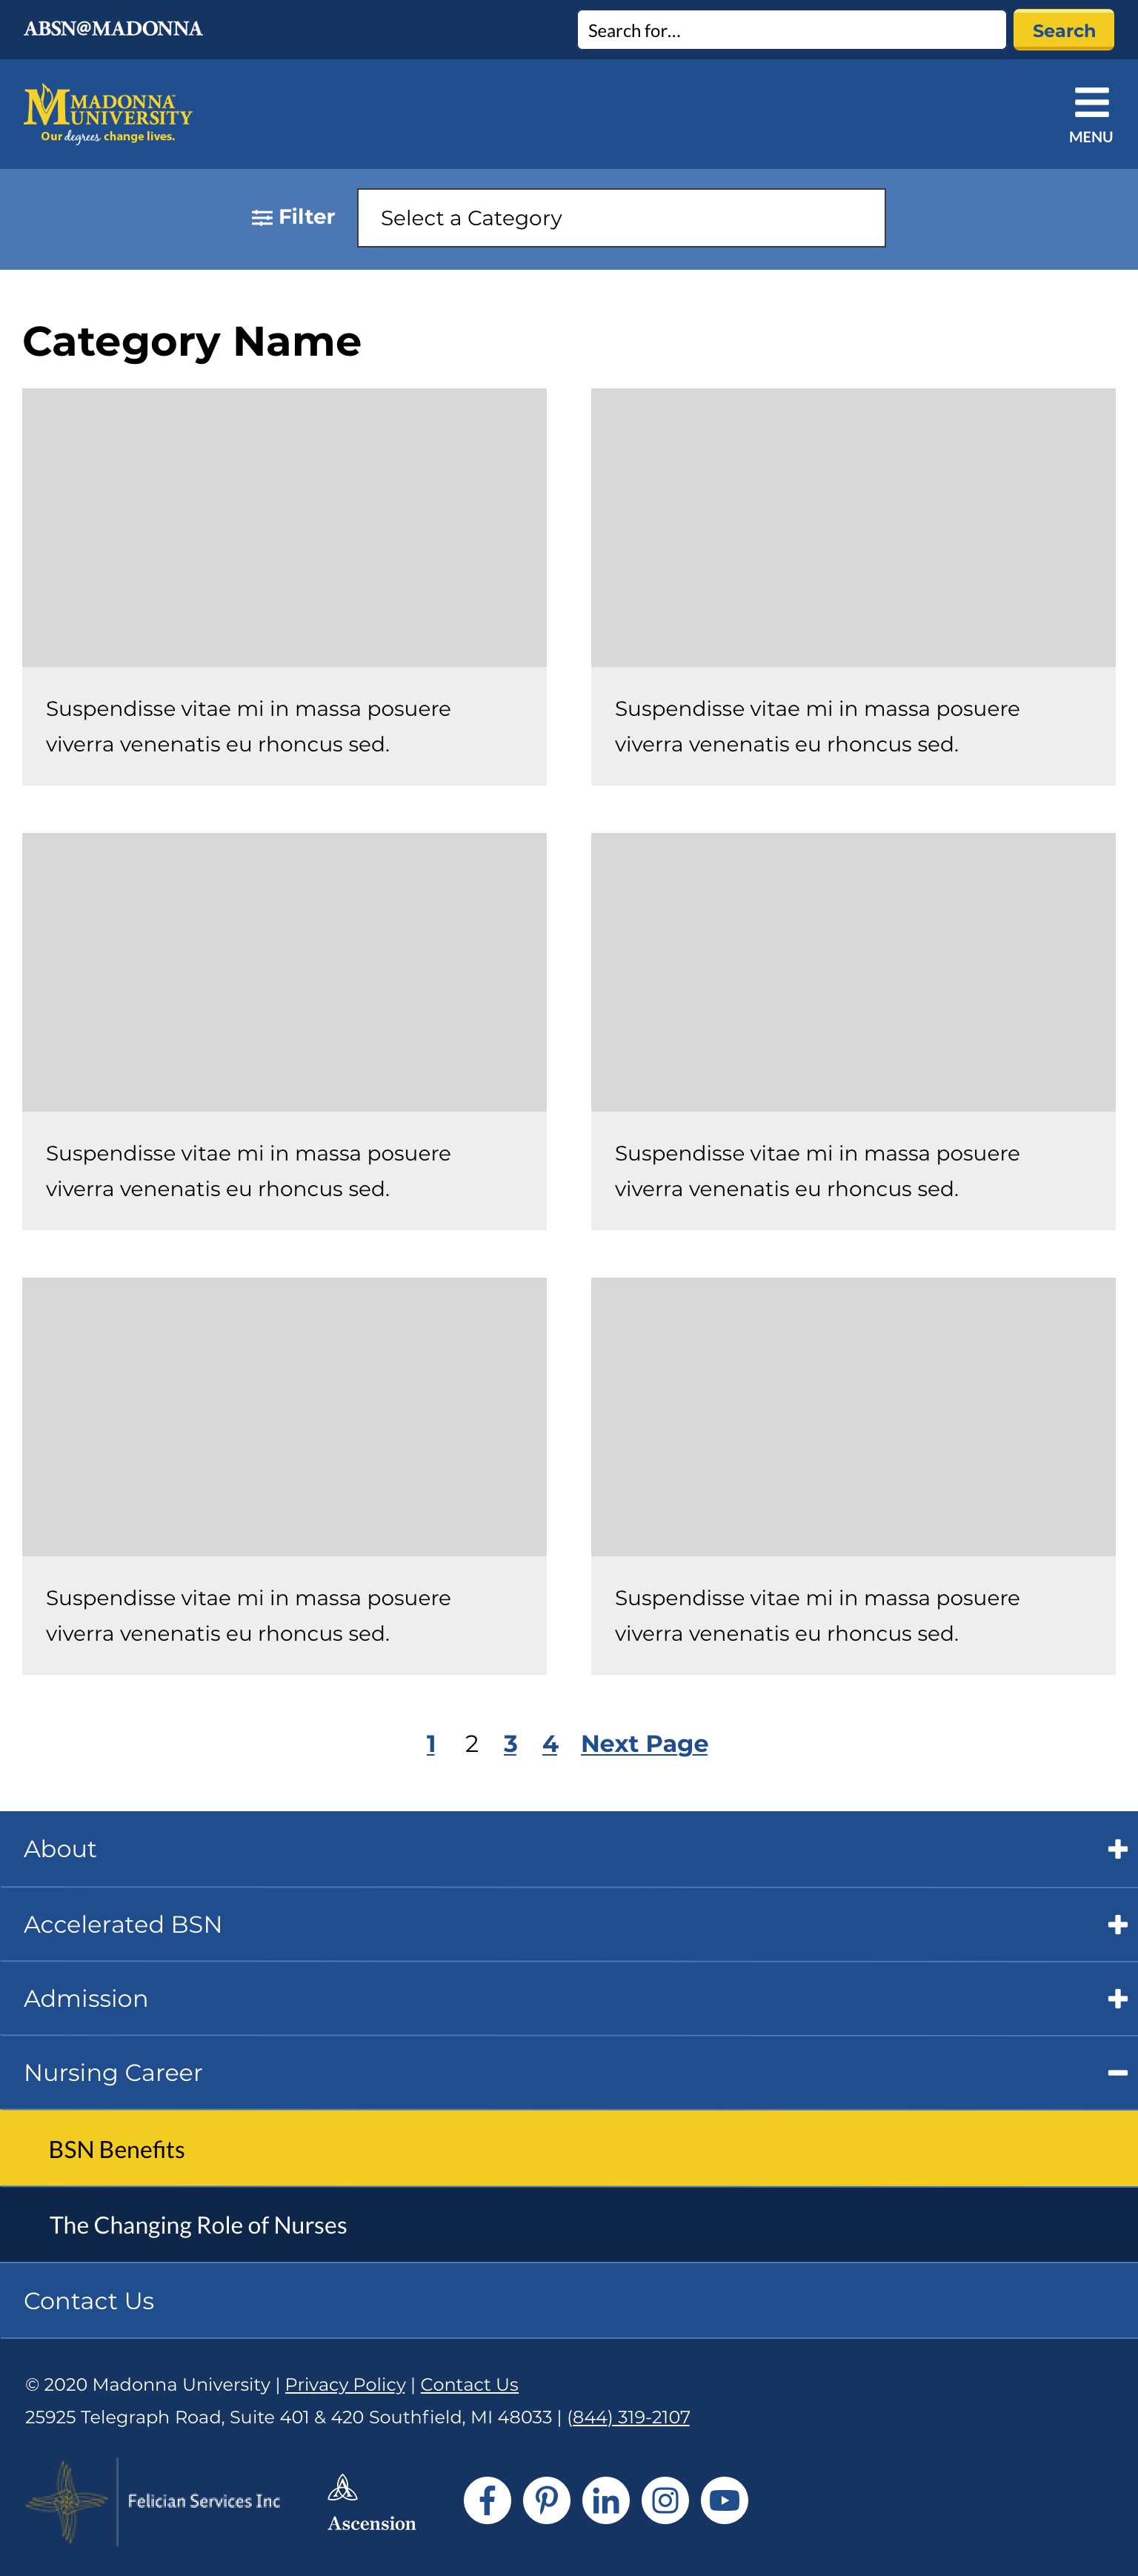 ABSN@MADONNA
Search for...
Search
MADONNA
UNIVERSITY
Our degrees change lives.
MENU
Filter
Select a Category
Category Name
Suspendisse vitae mi in massa posuere
viverra venenatis eu rhoncus sed.
Suspendisse vitae mi in massa posuere
viverra venenatis eu rhoncus sed.
Suspendisse vitae mi in massa posuere
viverra venenatis eu rhoncus sed.
Suspendisse vitae mi in massa posuere
viverra venenatis eu rhoncus sed.
Suspendisse vitae mi in massa posuere
viverra venenatis eu rhoncus sed.
Suspendisse vitae mi in massa posuere
viverra venenatis eu rhoncus sed.
1 2 3 4 Next Page
About
Accelerated BSN
Admission
Nursing Career
BSN Benefits
The Changing Role of Nurses
Contact Us
© 2020 Madonna University | Privacy Policy | Contact Us
25925 Telegraph Road, Suite 401 & 420 Southfield, MI 48033 | (844) 319-2107
Felician Services Inc
Ascension